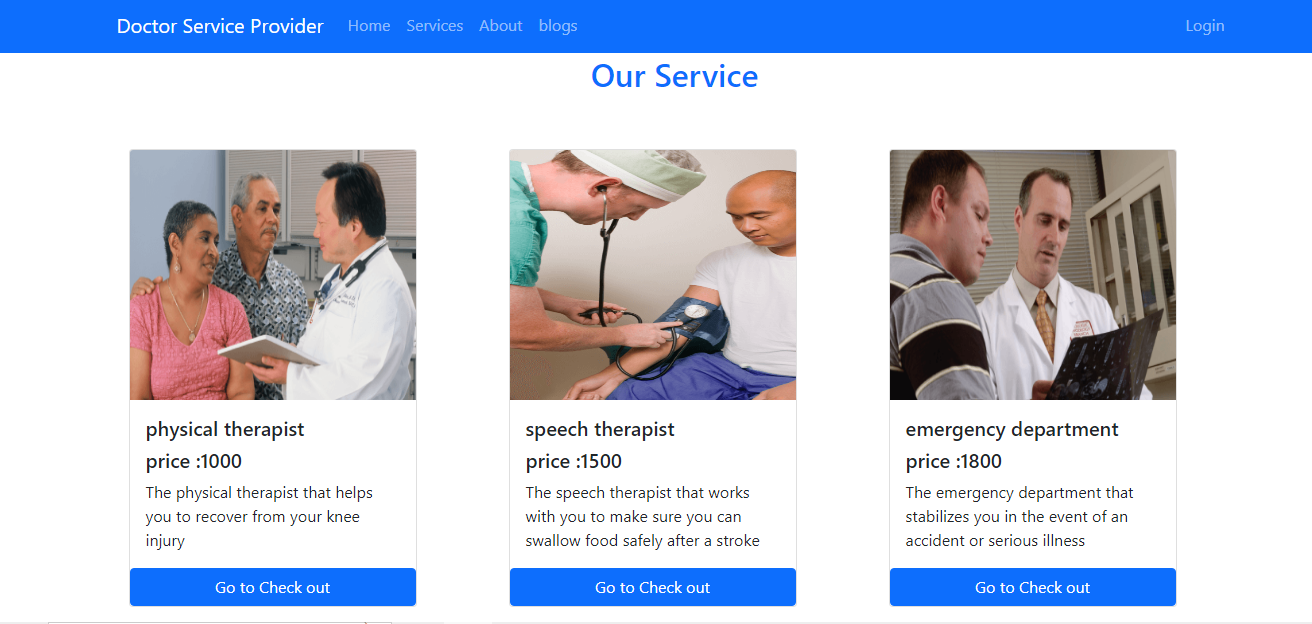 Doctor Service Provider Home Services About blogs Login
Our Service
physical therapist
price :1000
The physical therapist that helps
you to recover from your knee
injury
Go to Check out
speech therapist
price :1500
The speech therapist that works
with you to make sure you can
swallow food safely after a stroke
Go to Check out
emergency department
price :1800
The emergency department that
stabilizes you in the event of an
accident or serious illness
Go to Check out